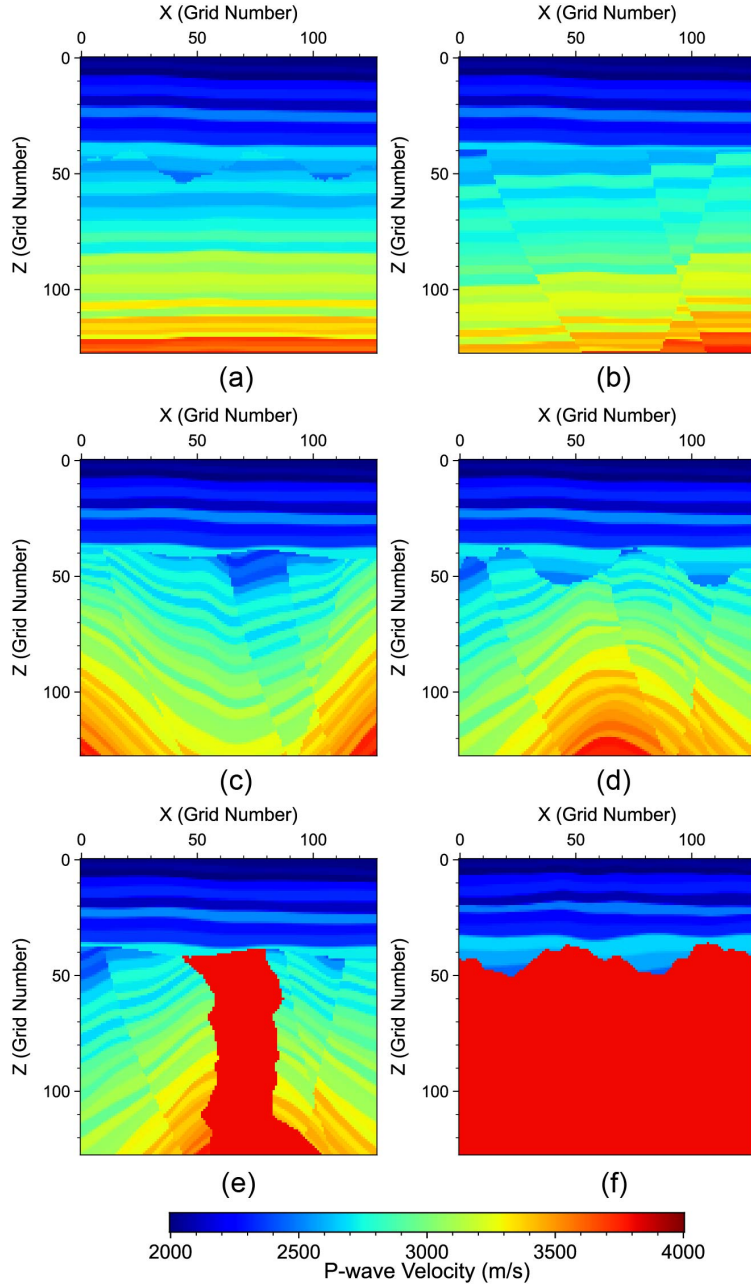 X (Grid Number)
X (Grid Number)
0 50 100
0 50 100
Z (Grid Number)
0
50
100
Z (Grid Number)
0
50
100
(a)
(b)
X (Grid Number)
X (Grid Number)
0 50 100
0 50 100
Z (Grid Number)
0
50
100
Z (Grid Number)
0
50
100
(c)
(d)
X (Grid Number)
X (Grid Number)
0 50 100
0 50 100
Z (Grid Number)
0
50
100
Z (Grid Number)
0
50
100
(e)
(f)
2000 2500 3000 3500 4000
P-wave Velocity (m/s)